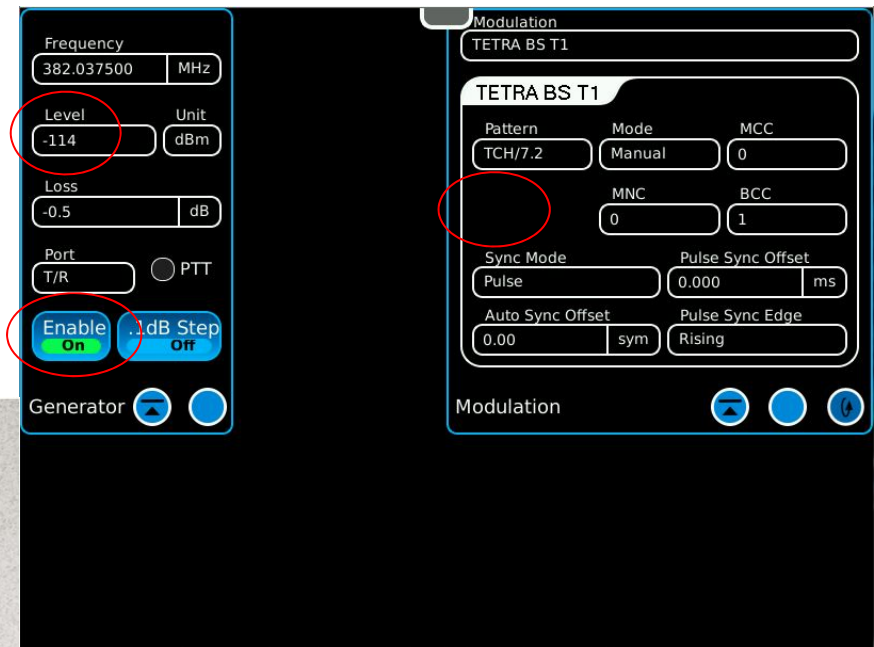 Frequency
382.037500 MHz
Level Unit
-114 dBm
Loss
-0.5 dB
Port
T/R PTT
Enable .1dB Step
On Off
Generator
Modulation
TETRA BS T1
TETRA BS T1
Pattern Mode MCC
TCH/7.2 Manual 0
MNC BCC
0 1
Sync Mode Pulse Sync Offset
Pulse 0.000 ms
Auto Sync Offset Pulse Sync Edge
0.00 sym Rising
Modulation